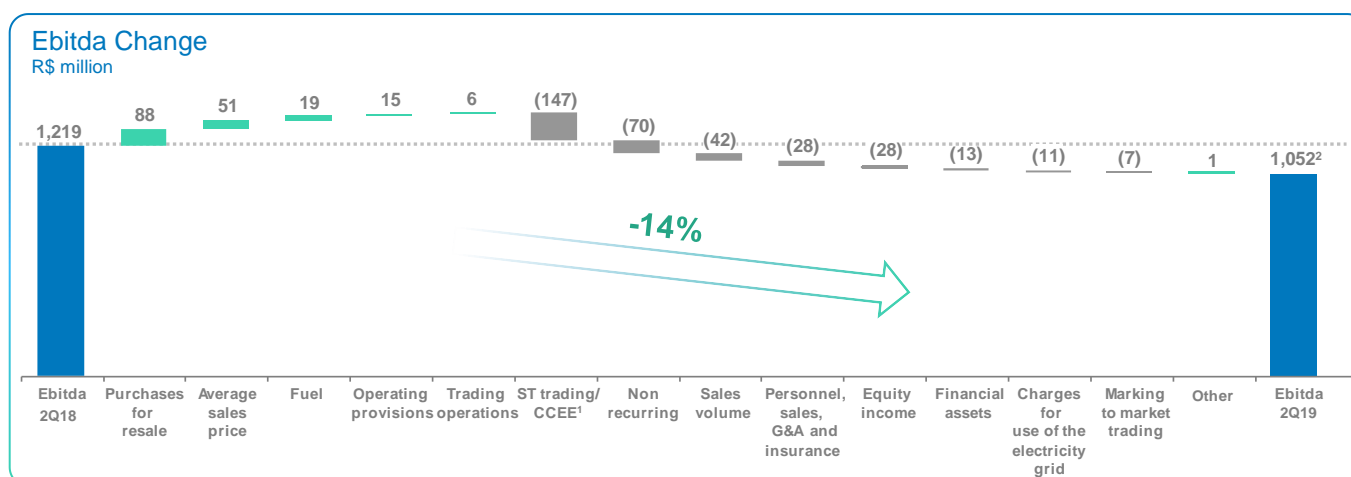 Ebitda Change
R$ million
1,219
88
51
19
15
6
(147)
(70)
(42)
(28)
(28)
(13)
(11)
(7)
1
1,052²
-14%
Ebitda
2Q18
Purchases
for
resale
Average
sales
price
Fuel
Operating
provisions
Trading
operations
ST trading/
CCEE¹
Non
recurring
Sales
volume
Personnel,
sales,
G&A and
insurance
Equity
income
Financial
assets
Charges
for
use of the
electricity
grid
Marking
to market
trading
Other
Ebitda
2Q19